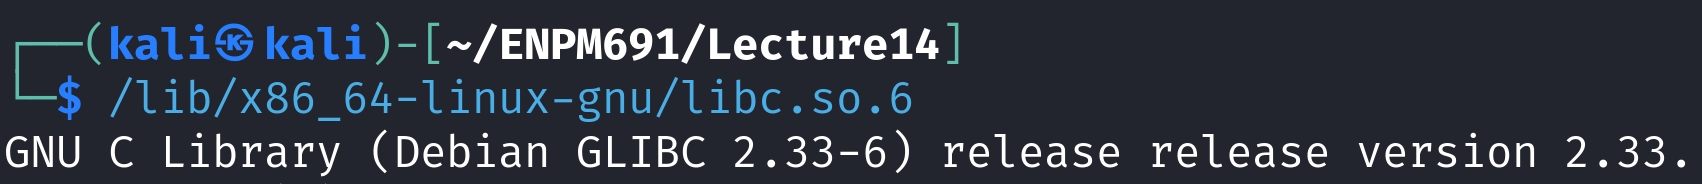 (kali㉿kali)-[~/ENPM691/Lecture14]
$ /lib/x86_64-linux-gnu/libc.so.6
GNU C Library (Debian GLIBC 2.33-6) release release version 2.33.